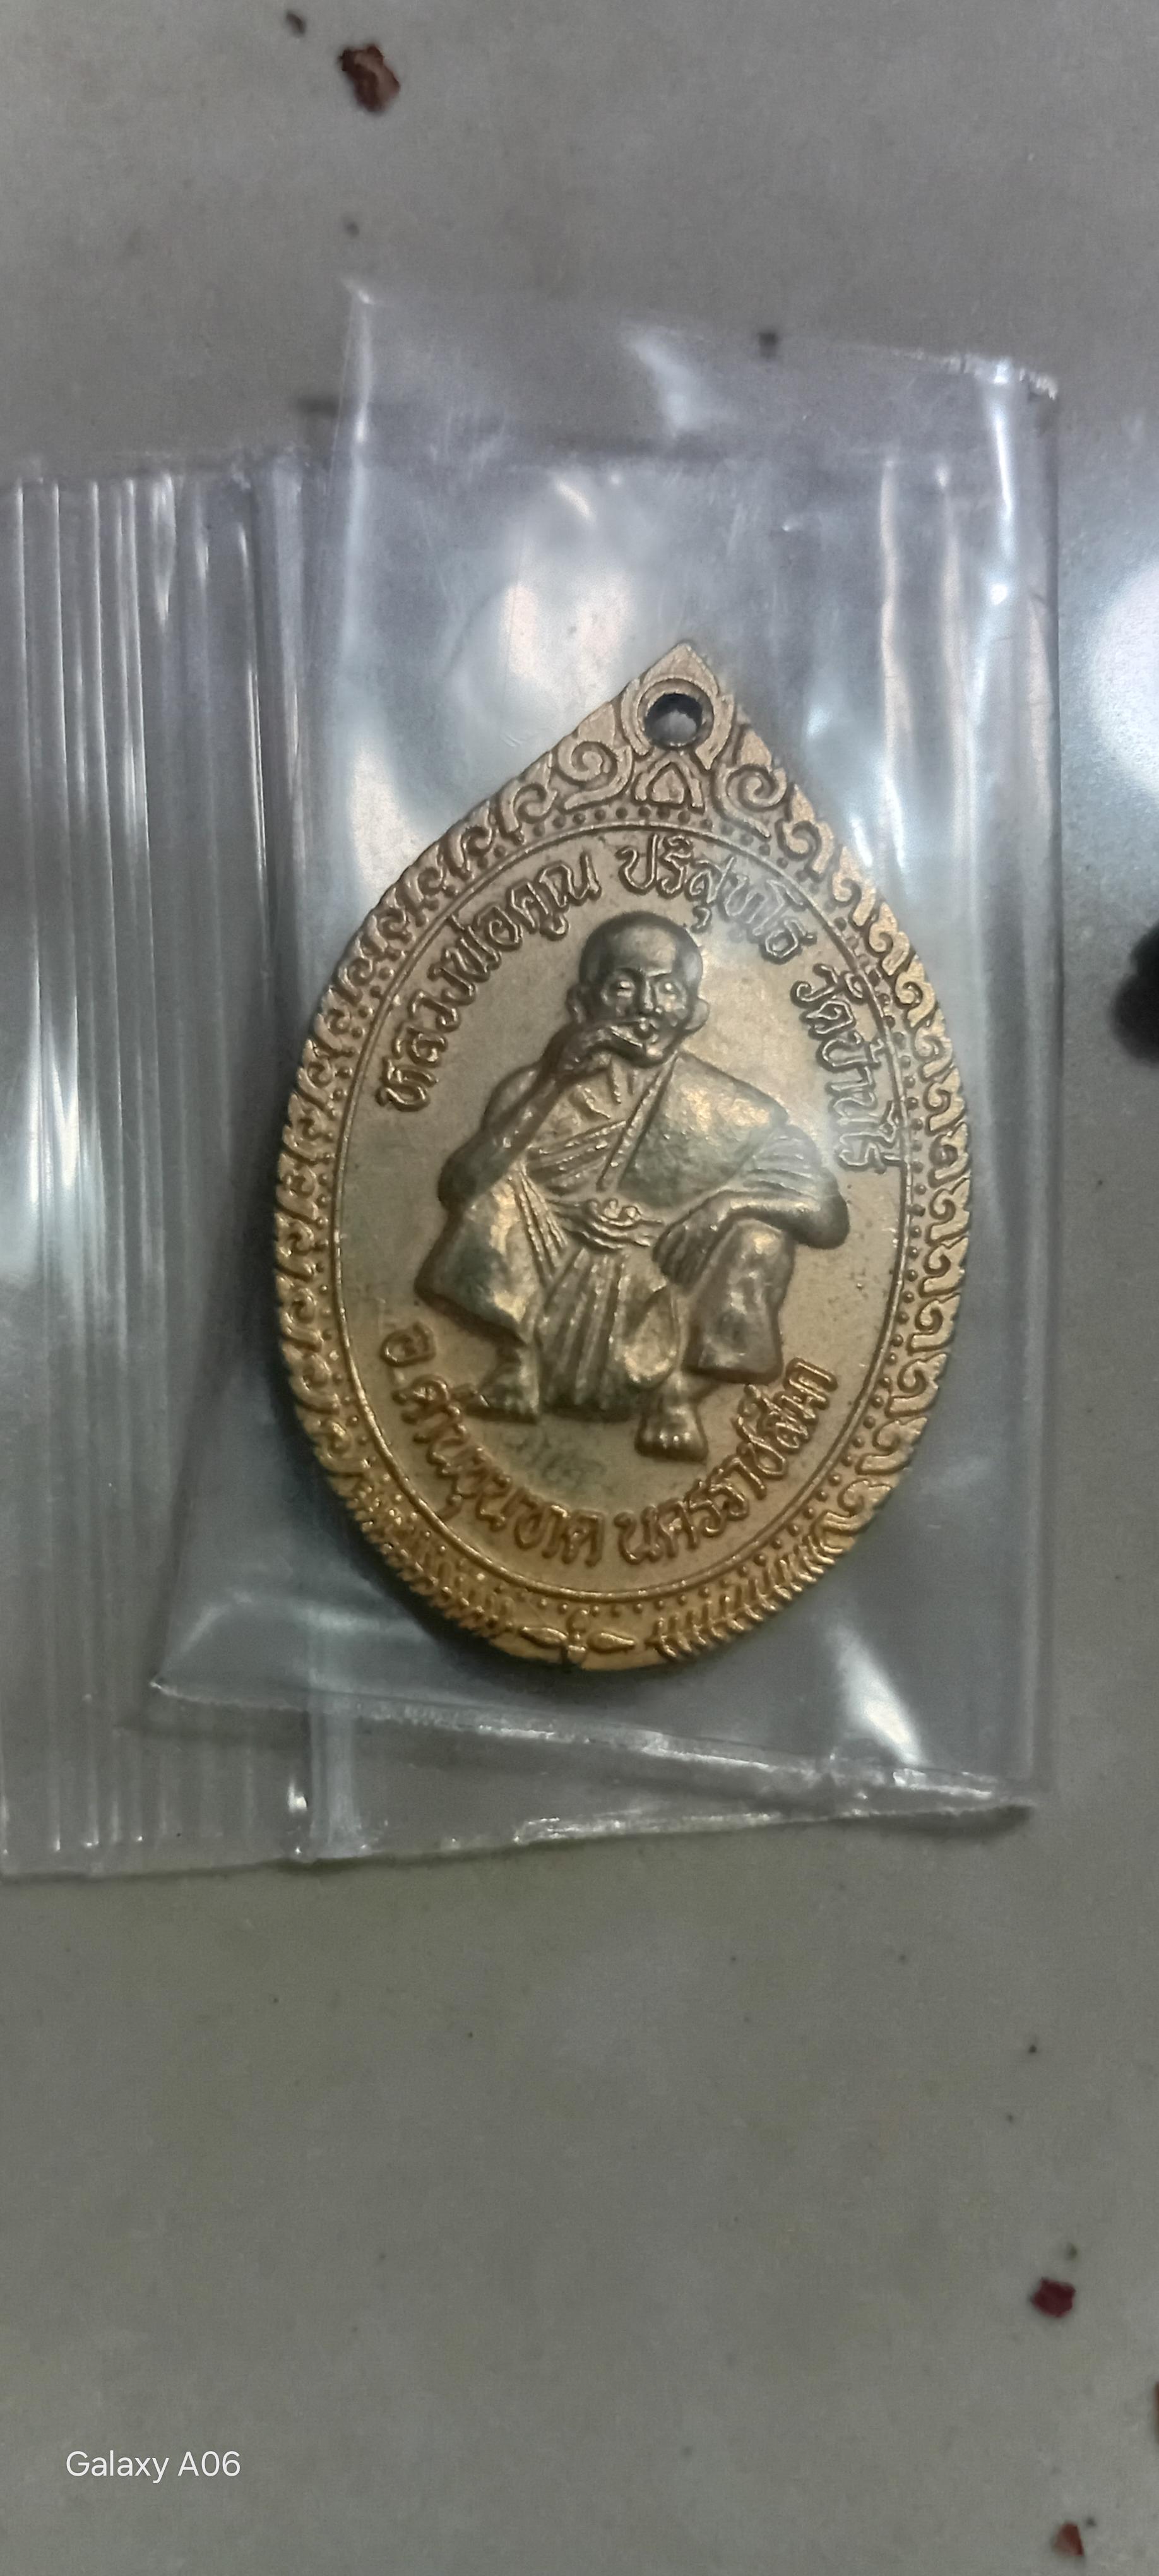 หลวงพ่อคูณ ปริสุทโธ วัดบ้านไร่
อ.ด่านขุนทด นครราชสีมา
Galaxy A06